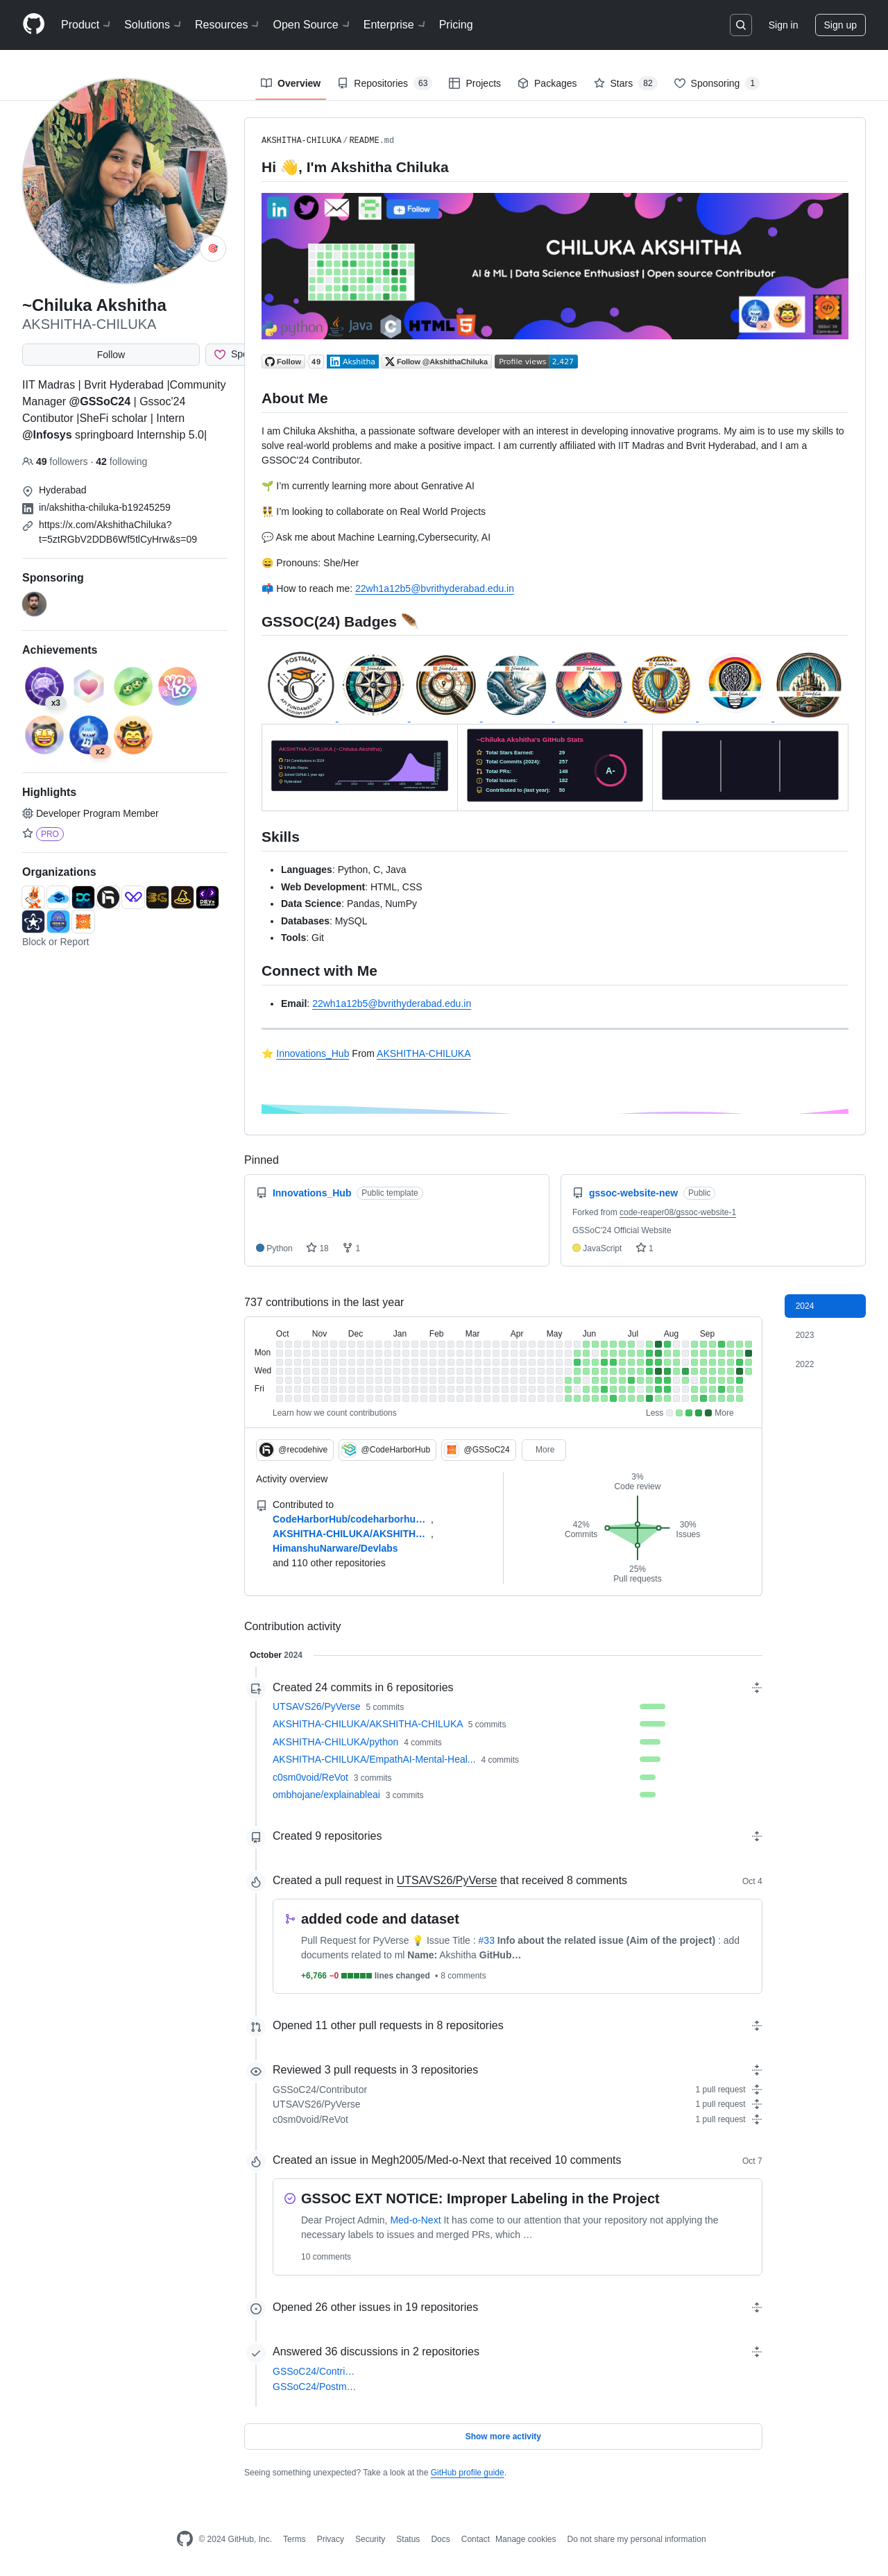 Product
Solutions
Resources
Open Source
Enterprise
Pricing
Sign in
Sign up
Overview
Repositories 63
Projects
Packages
Stars 82
Sponsoring 1
~Chiluka Akshitha
AKSHITHA-CHILUKA
Follow
IIT Madras | Bvrit Hyderabad |Community
Manager @GSSoC24 | Gssoc'24
Contibutor |SheFi scholar | Intern
@Infosys springboard Internship 5.0|
49 followers · 42 following
Hyderabad
in/akshitha-chiluka-b19245259
https://x.com/AkshithaChiluka?
t=5ztRGbV2DDB6Wf5tlCyHrw&s=09
Sponsoring
Achievements
x3
YOLO
x2
Highlights
Developer Program Member
PRO
Organizations
Block or Report
AKSHITHA-CHILUKA/README.md
Hi 👋, I'm Akshitha Chiluka
Follow
CHILUKA AKSHITHA
AI & ML | Data Science Enthusiast | Open source Contributor
python Java HTML
x2
Follow 49
Akshitha
Follow @AkshithaChiluka
Profile views 2,427
About Me
I am Chiluka Akshitha, a passionate software developer with an interest in developing innovative programs. My aim is to use my skills to
solve real-world problems and make a positive impact. I am currently affiliated with IIT Madras and Bvrit Hyderabad, and I am a
GSSOC'24 Contributor.
🌱 I'm currently learning more about Genrative AI
👯 I'm looking to collaborate on Real World Projects
💬 Ask me about Machine Learning,Cybersecurity, AI
😄 Pronouns: She/Her
📫 How to reach me: 22wh1a12b5@bvrithyderabad.edu.in
GSSOC(24) Badges 🪶
POSTMAN
API FUNDAMENTALS
STUDENT EXPERT
AKSHITHA-CHILUKA (~Chiluka Akshitha)
734 Contributions in 2024
Joined GitHub 1 year ago
Hyderabad
~Chiluka Akshitha's GitHub Stats
Total Stars Earned: 29
Total Commits (2024): 257
Total PRs: 148
Total Issues: 182
Contributed to (last year): 50
A-
Skills
Languages: Python, C, Java
Web Development: HTML, CSS
Data Science: Pandas, NumPy
Databases: MySQL
Tools: Git
Connect with Me
Email: 22wh1a12b5@bvrithyderabad.edu.in
⭐ Innovations_Hub From AKSHITHA-CHILUKA
Pinned
Innovations_Hub Public template
Python 18 1
gssoc-website-new Public
Forked from code-reaper08/gssoc-website-1
GSSoC'24 Official Website
JavaScript 1
737 contributions in the last year
2024
2023
2022
Oct Nov Dec Jan Feb Mar Apr May Jun Jul Aug Sep
Mon
Wed
Fri
Learn how we count contributions
Less More
@recodehive
@CodeHarborHub
@GSSoC24
More
Activity overview
Contributed to
CodeHarborHub/codeharborhu… ,
AKSHITHA-CHILUKA/AKSHITH… ,
HimanshuNarware/Devlabs
and 110 other repositories
3%
Code review
42%
Commits
30%
Issues
25%
Pull requests
Contribution activity
October 2024
Created 24 commits in 6 repositories
UTSAVS26/PyVerse 5 commits
AKSHITHA-CHILUKA/AKSHITHA-CHILUKA 5 commits
AKSHITHA-CHILUKA/python 4 commits
AKSHITHA-CHILUKA/EmpathAI-Mental-Heal... 4 commits
c0sm0void/ReVot 3 commits
ombhojane/explainableai 3 commits
Created 9 repositories
Created a pull request in UTSAVS26/PyVerse that received 8 comments
Oct 4
added code and dataset
Pull Request for PyVerse 💡 Issue Title : #33 Info about the related issue (Aim of the project) : add
documents related to ml Name: Akshitha GitHub…
+6,766 −0 lines changed • 8 comments
Opened 11 other pull requests in 8 repositories
Reviewed 3 pull requests in 3 repositories
GSSoC24/Contributor 1 pull request
UTSAVS26/PyVerse 1 pull request
c0sm0void/ReVot 1 pull request
Created an issue in Megh2005/Med-o-Next that received 10 comments
Oct 7
GSSOC EXT NOTICE: Improper Labeling in the Project
Dear Project Admin, Med-o-Next It has come to our attention that your repository not applying the
necessary labels to issues and merged PRs, which …
10 comments
Opened 26 other issues in 19 repositories
Answered 36 discussions in 2 repositories
GSSoC24/Contri…
GSSoC24/Postm…
Show more activity
Seeing something unexpected? Take a look at the GitHub profile guide.
© 2024 GitHub, Inc.
Terms
Privacy
Security
Status
Docs
Contact
Manage cookies
Do not share my personal information